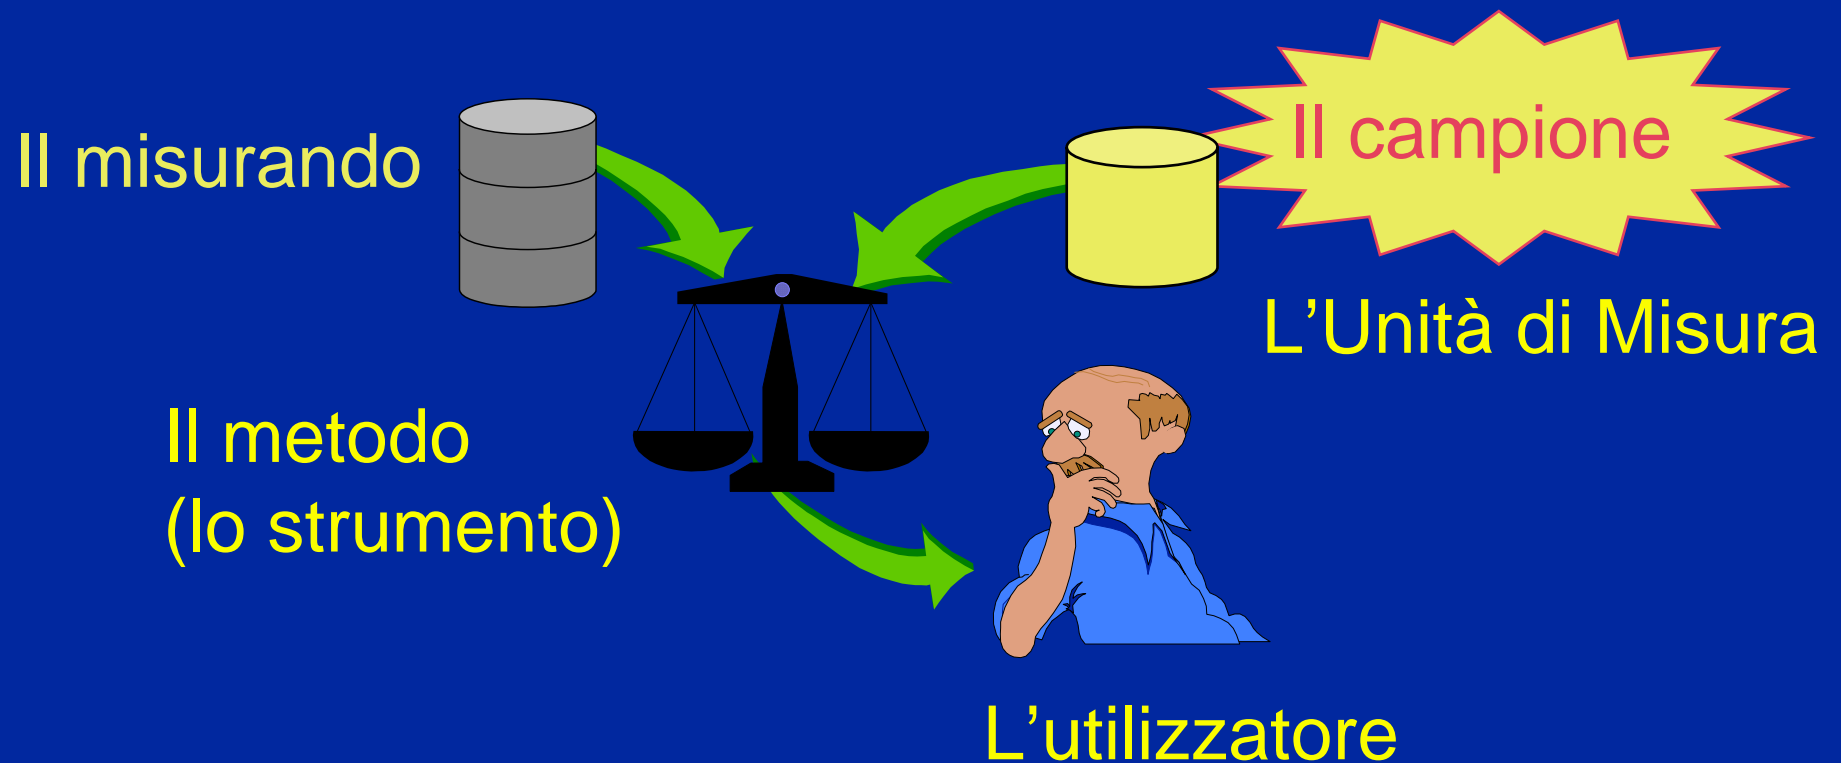 Il misurando
Il campione
L’Unità di Misura
Il metodo
(lo strumento)
L’utilizzatore